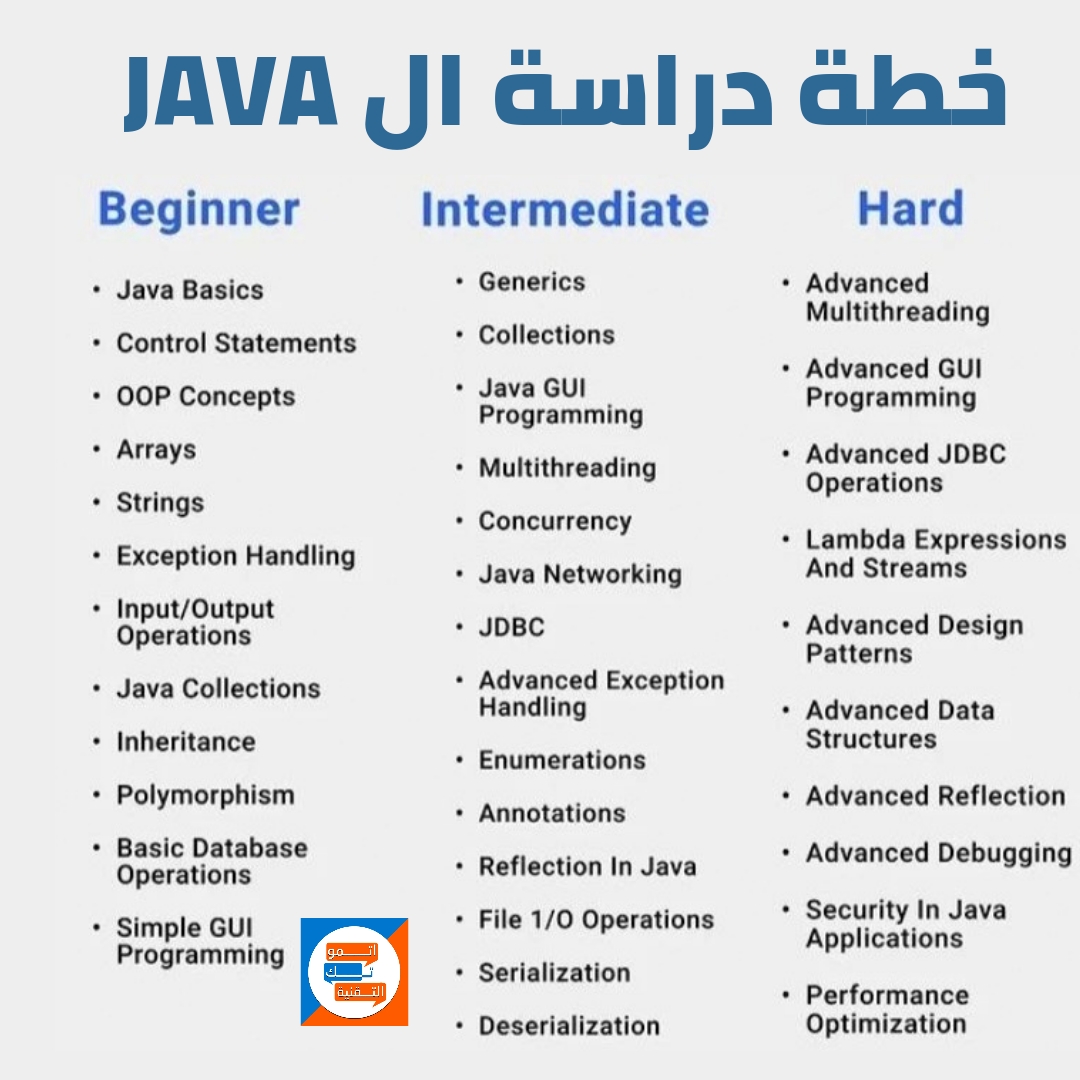 خطة دراسة ال JAVA
Beginner
• Java Basics
• Control Statements
• OOP Concepts
• Arrays
• Strings
• Exception Handling
• Input/Output
Operations
• Java Collections
• Inheritance
• Polymorphism
• Basic Database
Operations
• Simple GUI
Programming
Intermediate
• Generics
• Collections
• Java GUI
Programming
• Multithreading
• Concurrency
• Java Networking
• JDBC
• Advanced Exception
Handling
• Enumerations
• Annotations
• Reflection In Java
• File 1/O Operations
• Serialization
• Deserialization
Hard
• Advanced
Multithreading
• Advanced GUI
Programming
• Advanced JDBC
Operations
• Lambda Expressions
And Streams
• Advanced Design
Patterns
• Advanced Data
Structures
• Advanced Reflection
• Advanced Debugging
• Security In Java
Applications
• Performance
Optimization
اتـــمو
تـــك
التـــقنية